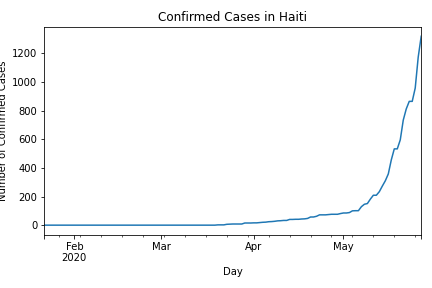 Confirmed Cases in Haiti
Number of Confirmed Cases
1200
1000
800
600
400
200
0
Feb
2020
Mar
Apr
May
Day